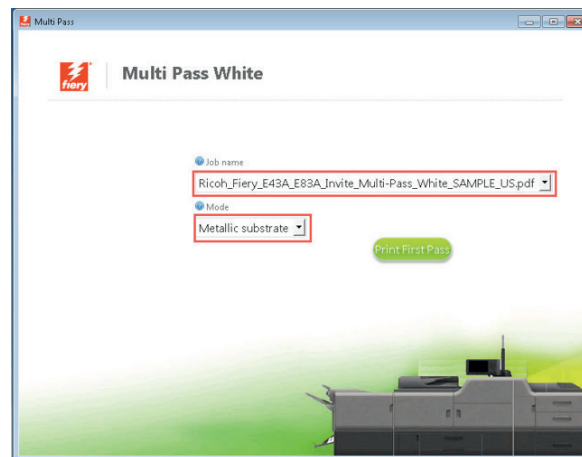 Multi Pass
fiery
Multi Pass White
Job name
Ricoh_Fiery_E43A_E83A_Invite_Multi-Pass_White_SAMPLE_US.pdf
Mode
Metallic substrate
Print First Pass